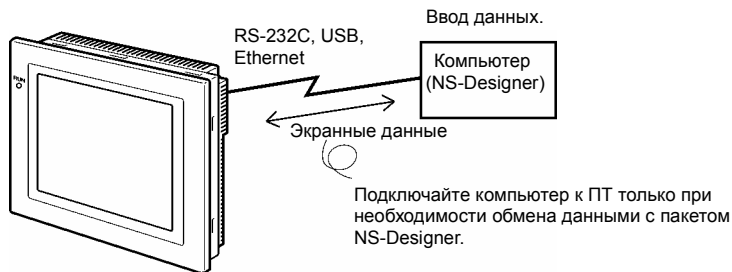 Ввод данных.
RS-232C, USB,
Ethernet
Компьютер
(NS-Designer)
RUN
Экранные данные
Подключайте компьютер к ПТ только при
необходимости обмена данными с пакетом
NS-Designer.